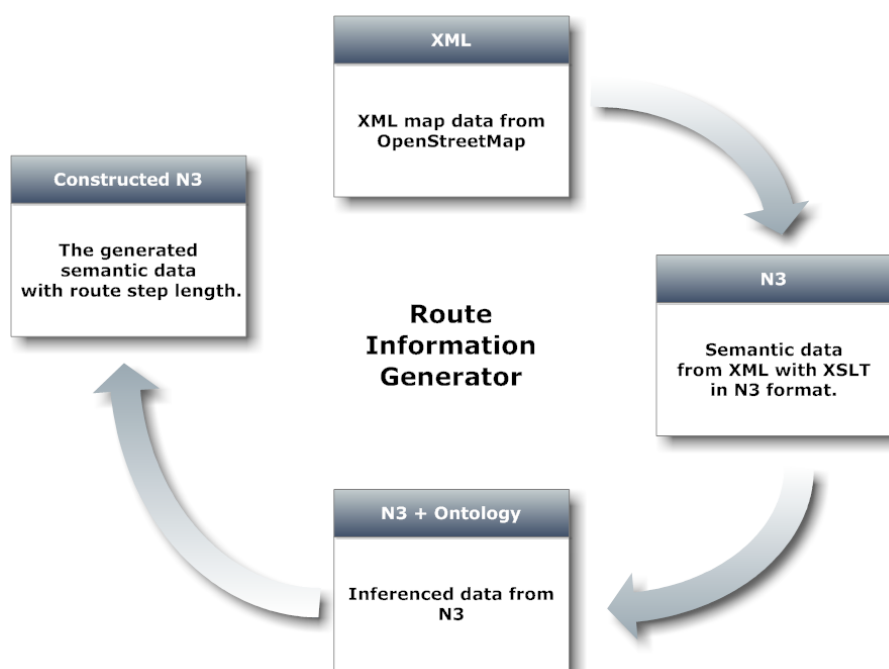 XML
XML map data from
OpenStreetMap
Constructed N3
The generated
semantic data
with route step length.
N3
Semantic data
from XML with XSLT
in N3 format.
Route
Information
Generator
N3 + Ontology
Inferenced data from
N3